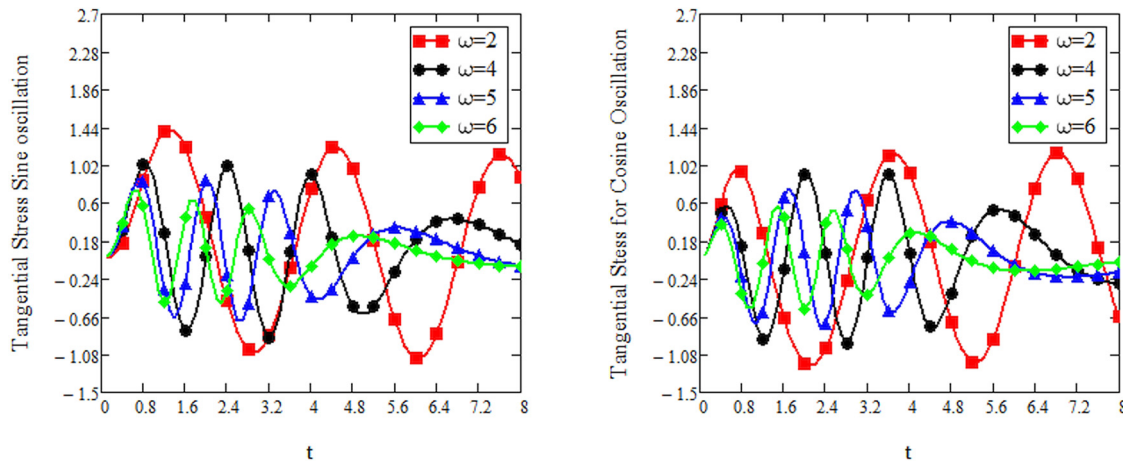 Tangential Stress Sine oscillation
2.7
2.28
1.86
1.44
1.02
0.6
0.18
−0.24
−0.66
−1.08
−1.5
ω=2
ω=4
ω=5
ω=6
0 0.8 1.6 2.4 3.2 4 4.8 5.6 6.4 7.2 8
t
Tangential Stess for Cosine Oscillation
2.7
2.28
1.86
1.44
1.02
0.6
0.18
−0.24
−0.66
−1.08
−1.5
ω=2
ω=4
ω=5
ω=6
0 0.8 1.6 2.4 3.2 4 4.8 5.6 6.4 7.2 8
t